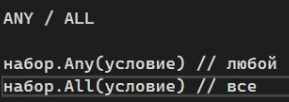 ANY / ALL
набор.Any(условие) // любой
набор.All(условие) // все